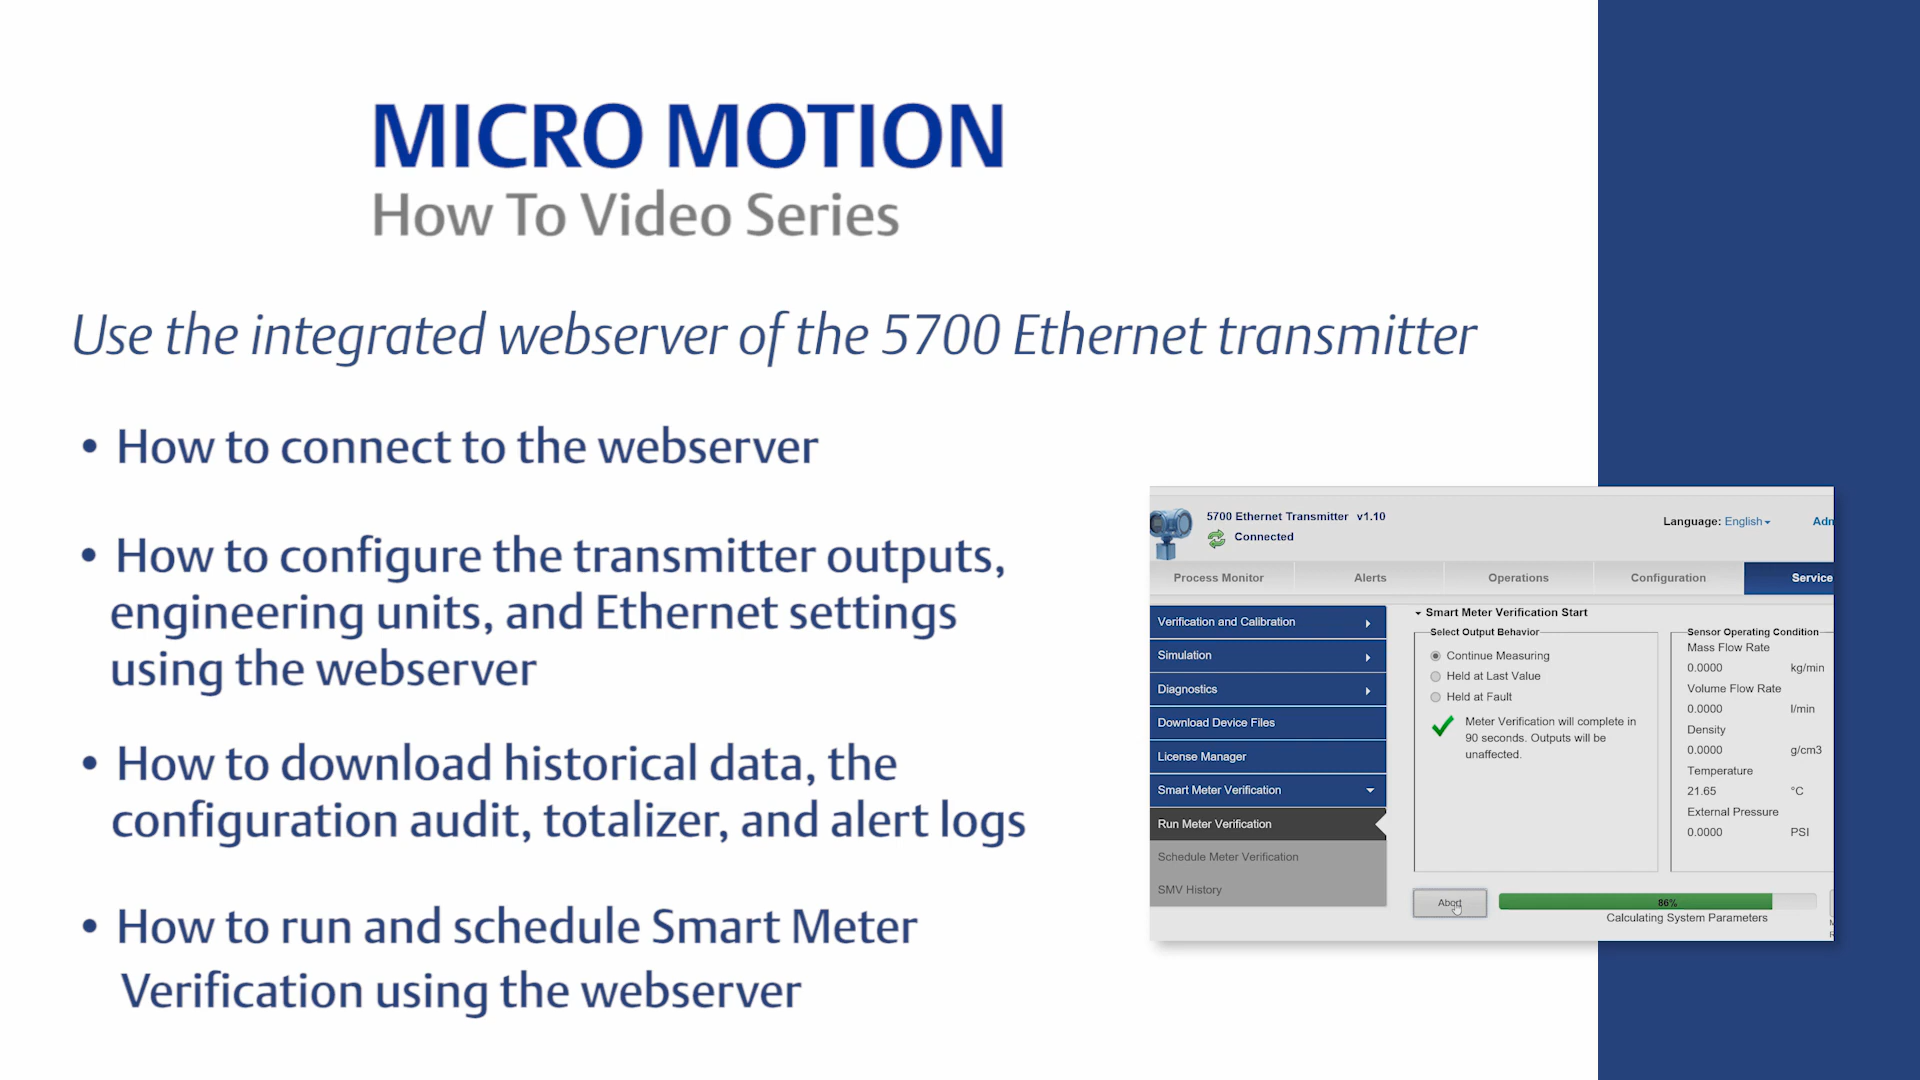 MICRO MOTION
How To Video Series
Use the integrated webserver of the 5700 Ethernet transmitter
• How to connect to the webserver
• How to configure the transmitter outputs,
engineering units, and Ethernet settings
using the webserver
• How to download historical data, the
configuration audit, totalizer, and alert logs
• How to run and schedule Smart Meter
Verification using the webserver
5700 Ethernet Transmitter v1.10
Connected
Language: English
Adn
Process Monitor
Alerts
Operations
Configuration
Service
Verification and Calibration
Simulation
Diagnostics
Download Device Files
License Manager
Smart Meter Verification
Run Meter Verification
Schedule Meter Verification
SMV History
Smart Meter Verification Start
Select Output Behavior
Continue Measuring
Held at Last Value
Held at Fault
Meter Verification will complete in
90 seconds. Outputs will be
unaffected.
Sensor Operating Condition
Mass Flow Rate
0.0000 kg/min
Volume Flow Rate
0.0000 l/min
Density
0.0000 g/cm3
Temperature
21.65 °C
External Pressure
0.0000 PSI
Abort
86%
Calculating System Parameters